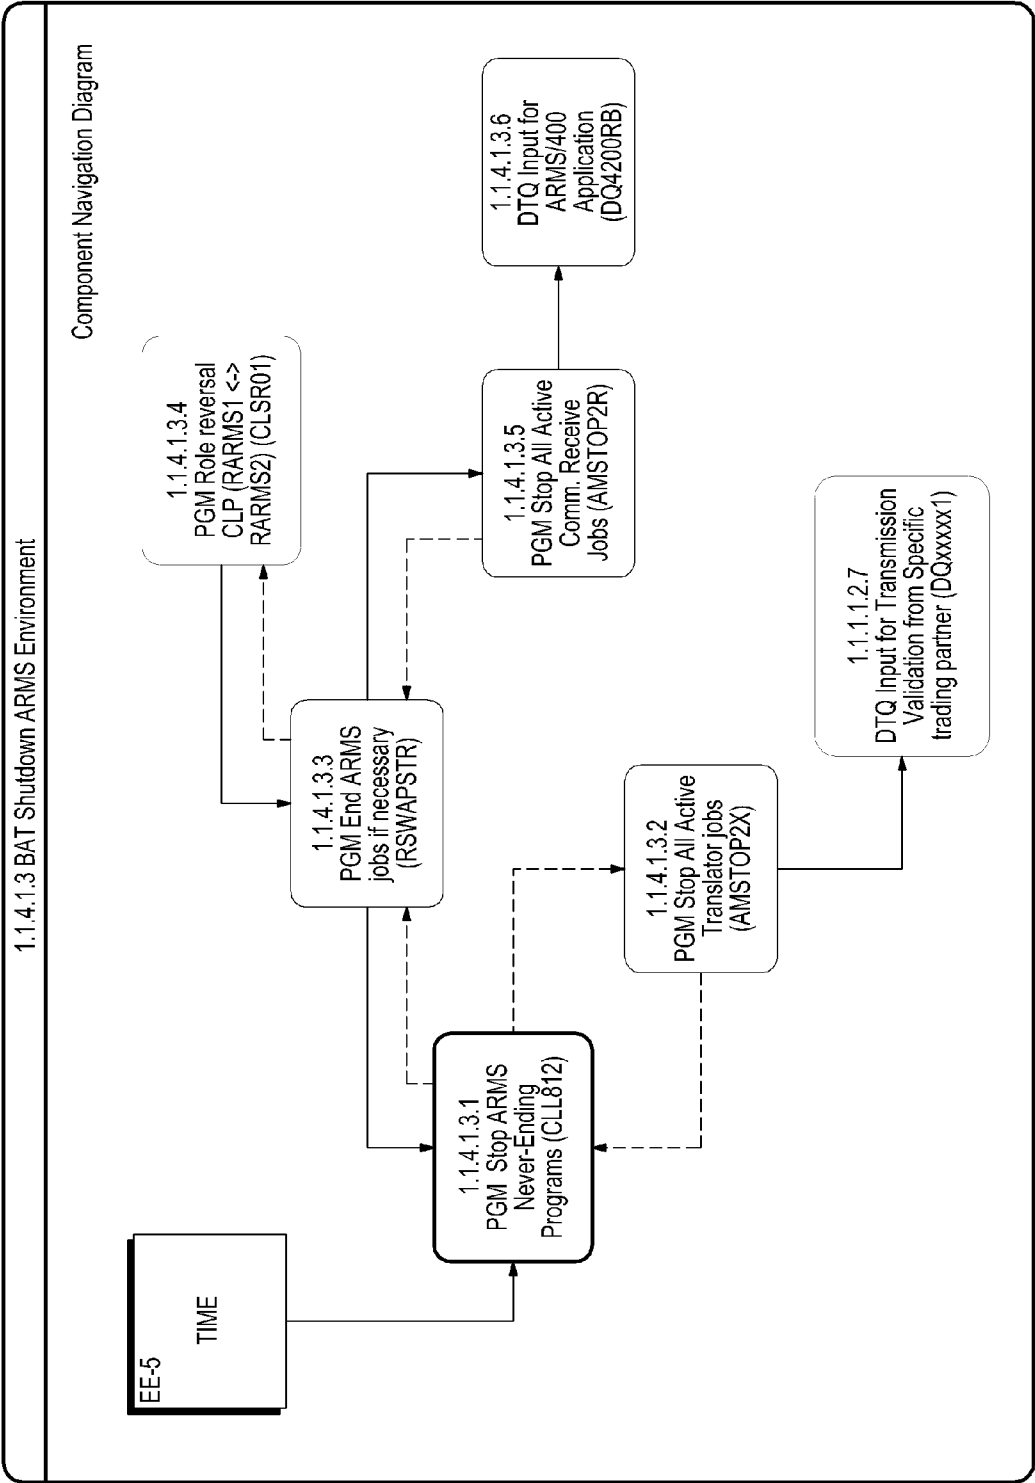 1.1.4.1.3 BAT Shutdown ARMS Environment
Component Navigation Diagram
EE-5
TIME
1.1.4.1.3.1
PGM Stop ARMS
Never-Ending
Programs (CLL812)
1.1.4.1.3.3
PGM End ARMS
jobs if necessary
(RSWAPSTR)
1.1.4.1.3.4
PGM Role reversal
CLP (RARMS1 <->
RARMS2) (CLSR01)
1.1.4.1.3.5
PGM Stop All Active
Comm. Receive
Jobs (AMSTOP2R)
1.1.4.1.3.6
DTQ Input for
ARMS/400
Application
(DQ4200RB)
1.1.4.1.3.2
PGM Stop All Active
Translator jobs
(AMSTOP2X)
1.1.1.1.2.7
DTQ Input for Transmission
Validation from Specific
trading partner (DQxxxxx1)